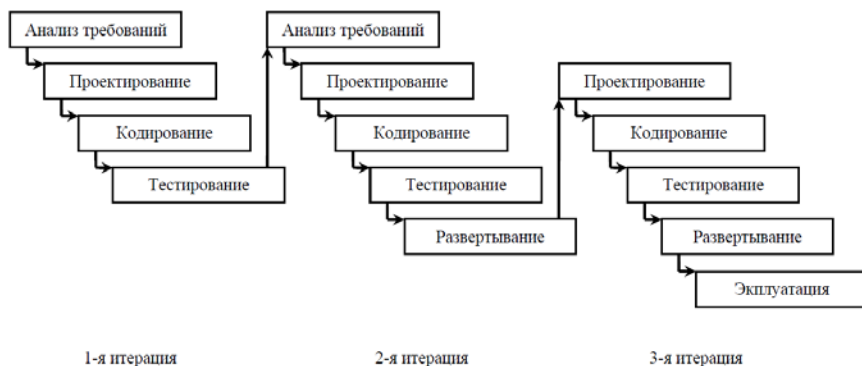 Анализ требований
Проектирование
Кодирование
Тестирование
Анализ требований
Проектирование
Кодирование
Тестирование
Развертывание
Проектирование
Кодирование
Тестирование
Развертывание
Экплуатация
1-я итерация
2-я итерация
3-я итерация